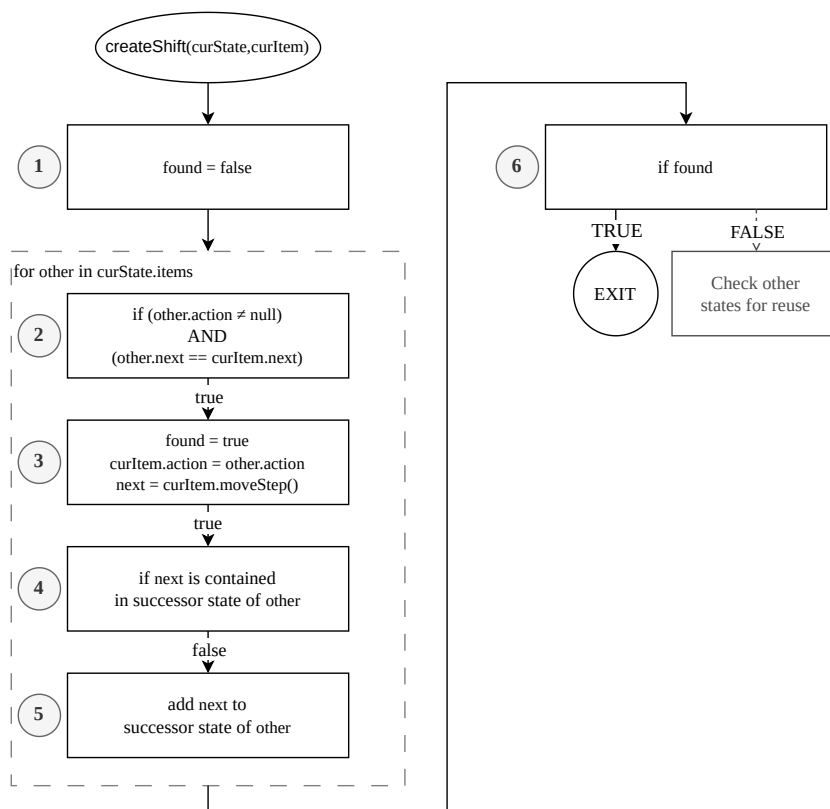 createShift(curState,curItem)
1
found = false
for other in curState.items
2
if (other.action ≠ null)
AND
(other.next == curItem.next)
true
3
found = true
curItem.action = other.action
next = curItem.moveStep()
true
4
if next is contained
in successor state of other
false
5
add next to
successor state of other
6
if found
TRUE
FALSE
EXIT
Check other
states for reuse